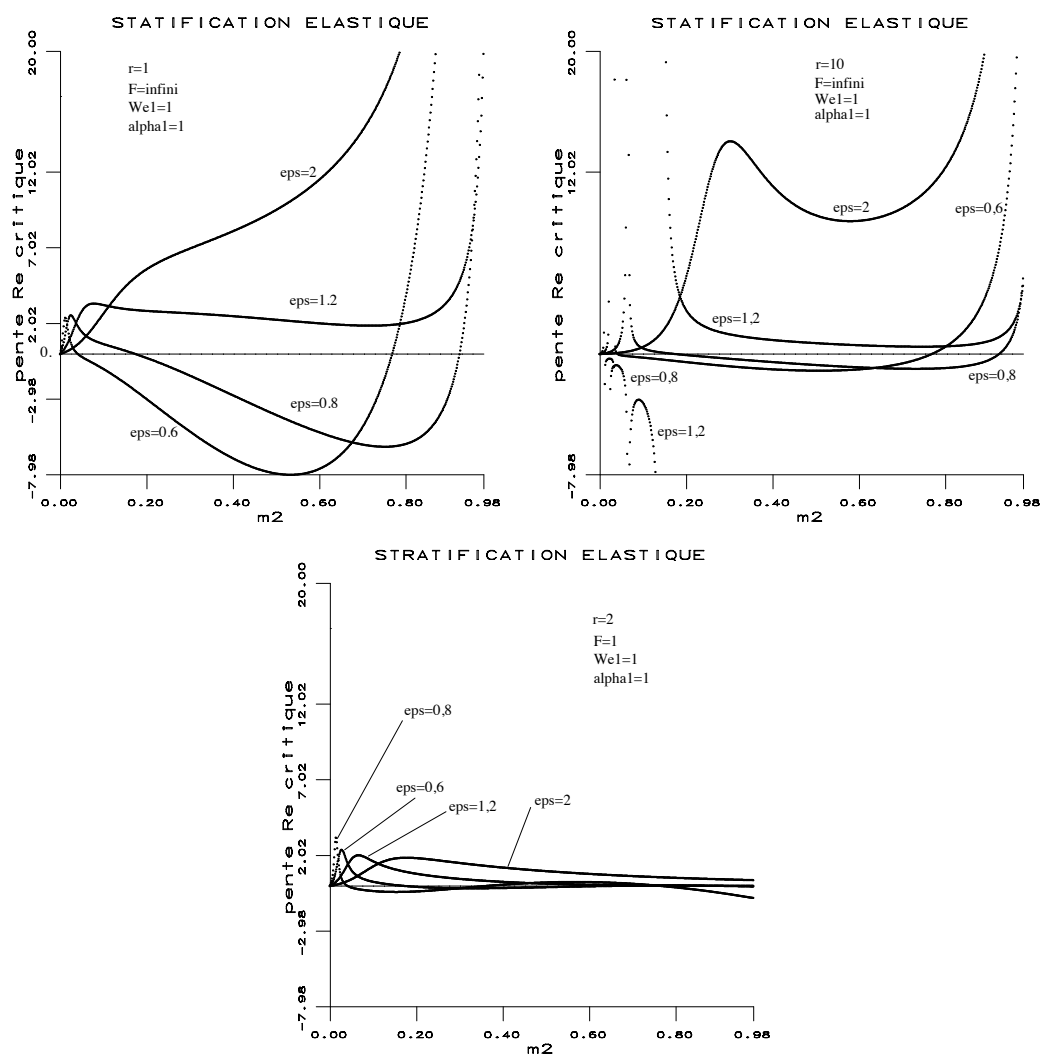 STATIFICATION ELASTIQUE
r=1
F=infini
We1=1
alpha1=1
eps=2
eps=1.2
eps=0.8
eps=0.6
pente Re critique
20.00
12.02
7.02
2.02
0.
-2.98
-7.98
0.00 0.20 0.40 0.60 0.80 0.98
m2
STATIFICATION ELASTIQUE
r=10
F=infini
We1=1
alpha1=1
eps=2
eps=0,6
eps=1,2
eps=0,8
eps=0,8
eps=1,2
pente Re critique
20.00
12.02
7.02
2.02
-2.98
-7.98
0.00 0.20 0.40 0.60 0.80 0.98
m2
STRATIFICATION ELASTIQUE
r=2
F=1
We1=1
alpha1=1
eps=0,8
eps=0,6
eps=1,2
eps=2
pente Re critique
20.00
12.02
7.02
2.02
-2.98
-7.98
0.00 0.20 0.40 0.60 0.80 0.98
m2